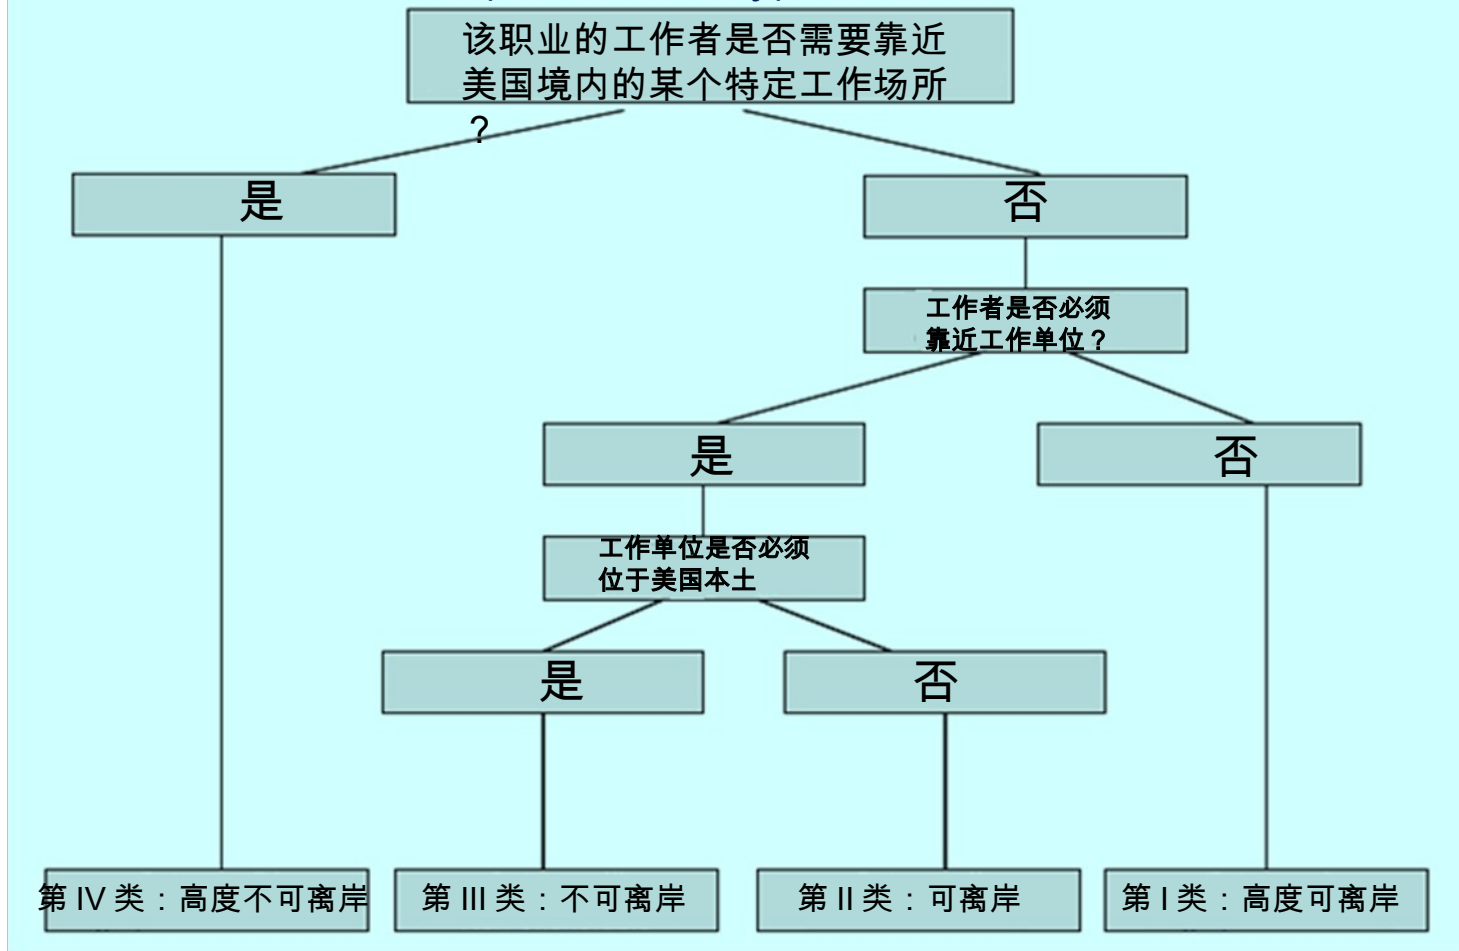 该职业的工作者是否需要靠近
美国境内的某个特定工作场所
？
是
否
工作者是否必须
靠近工作单位？
是
否
工作单位是否必须
位于美国本土
是
否
第 IV 类：高度不可离岸
第 III 类：不可离岸
第 II 类：可离岸
第 I 类：高度可离岸